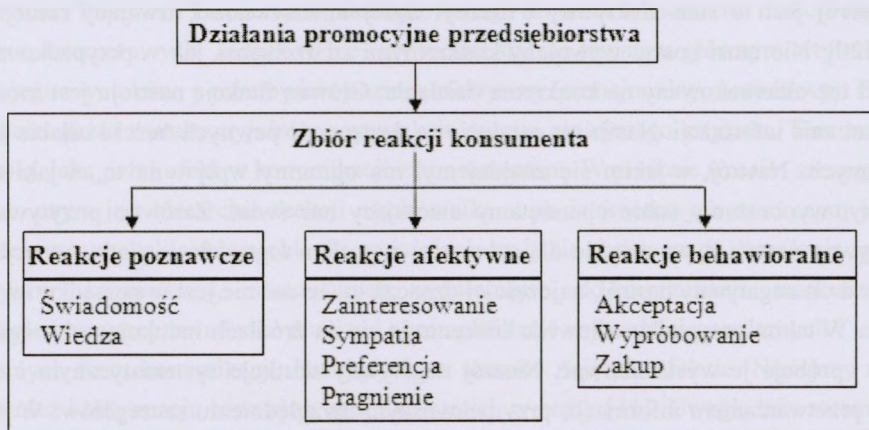 Działania promocyjne przedsiębiorstwa
Zbiór reakcji konsumenta
Reakcje poznawcze
Świadomość
Wiedza
Reakcje afektywne
Zainteresowanie
Sympatia
Preferencja
Pragnienie
Reakcje behawioralne
Akceptacja
Wypróbowanie
Zakup